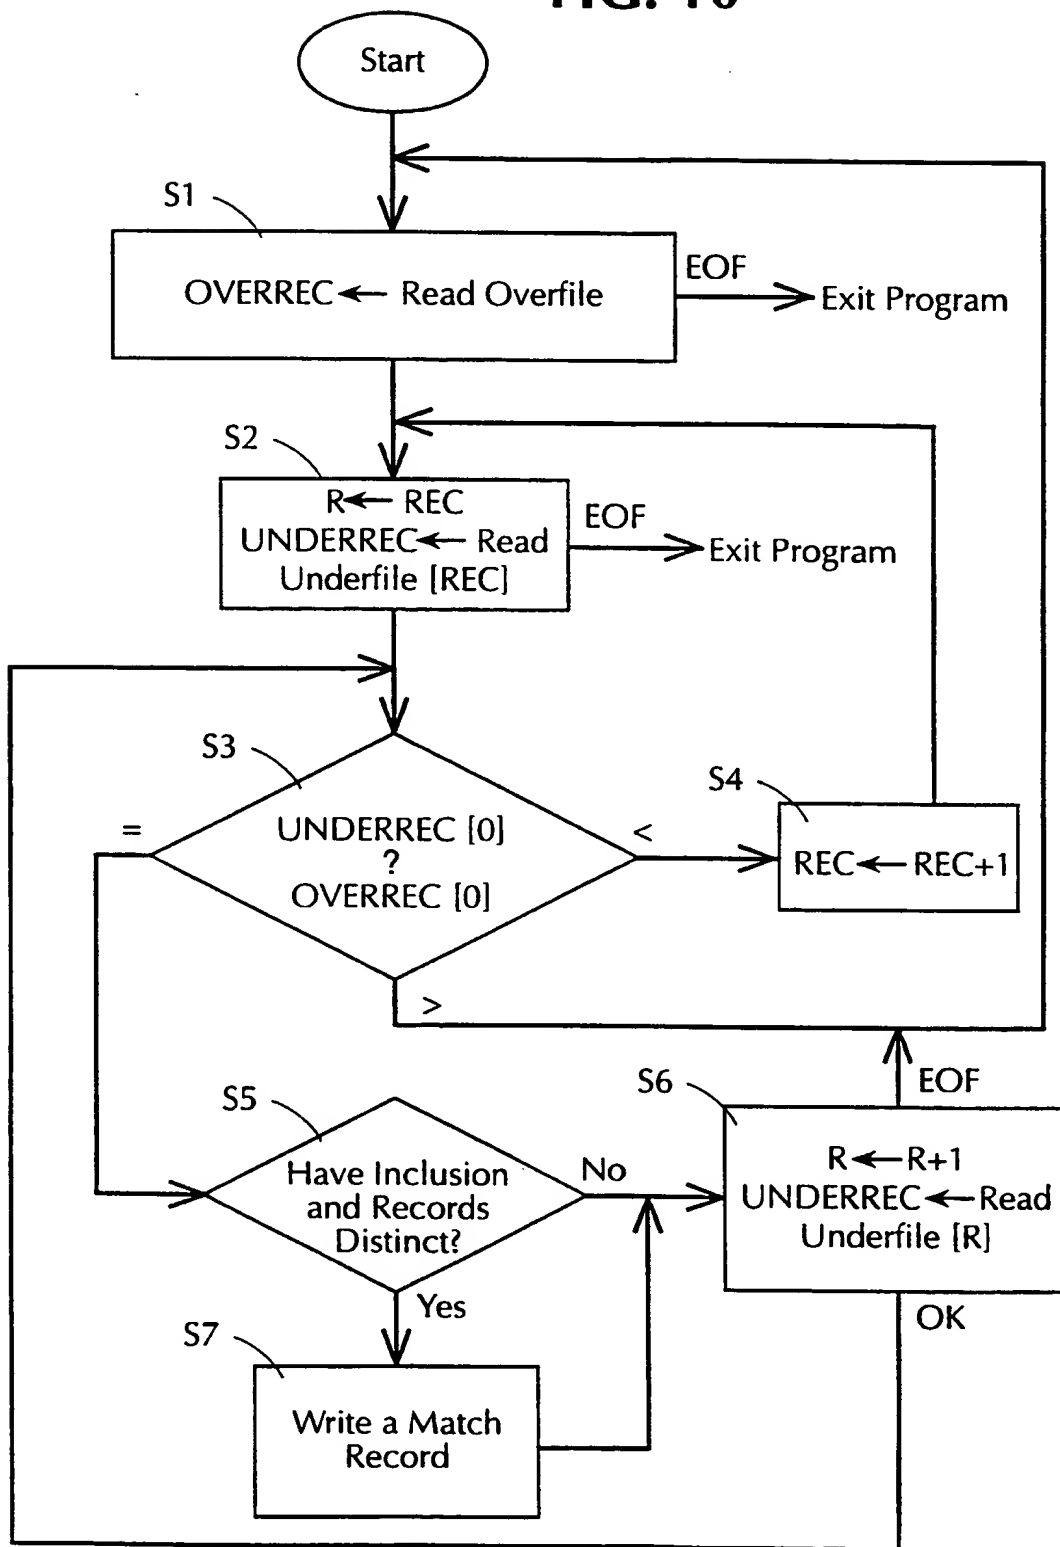 FIG. 10
Start
S1
OVERREC ← Read Overfile
EOF
Exit Program
S2
R ← REC
UNDERREC ← Read
Underfile [REC]
EOF
Exit Program
S3
=
UNDERREC [0]
?
OVERREC [0]
<
S4
REC ← REC+1
>
S5
Have Inclusion
and Records
Distinct?
No
Yes
S6
EOF
R ← R+1
UNDERREC ← Read
Underfile [R]
OK
S7
Write a Match
Record